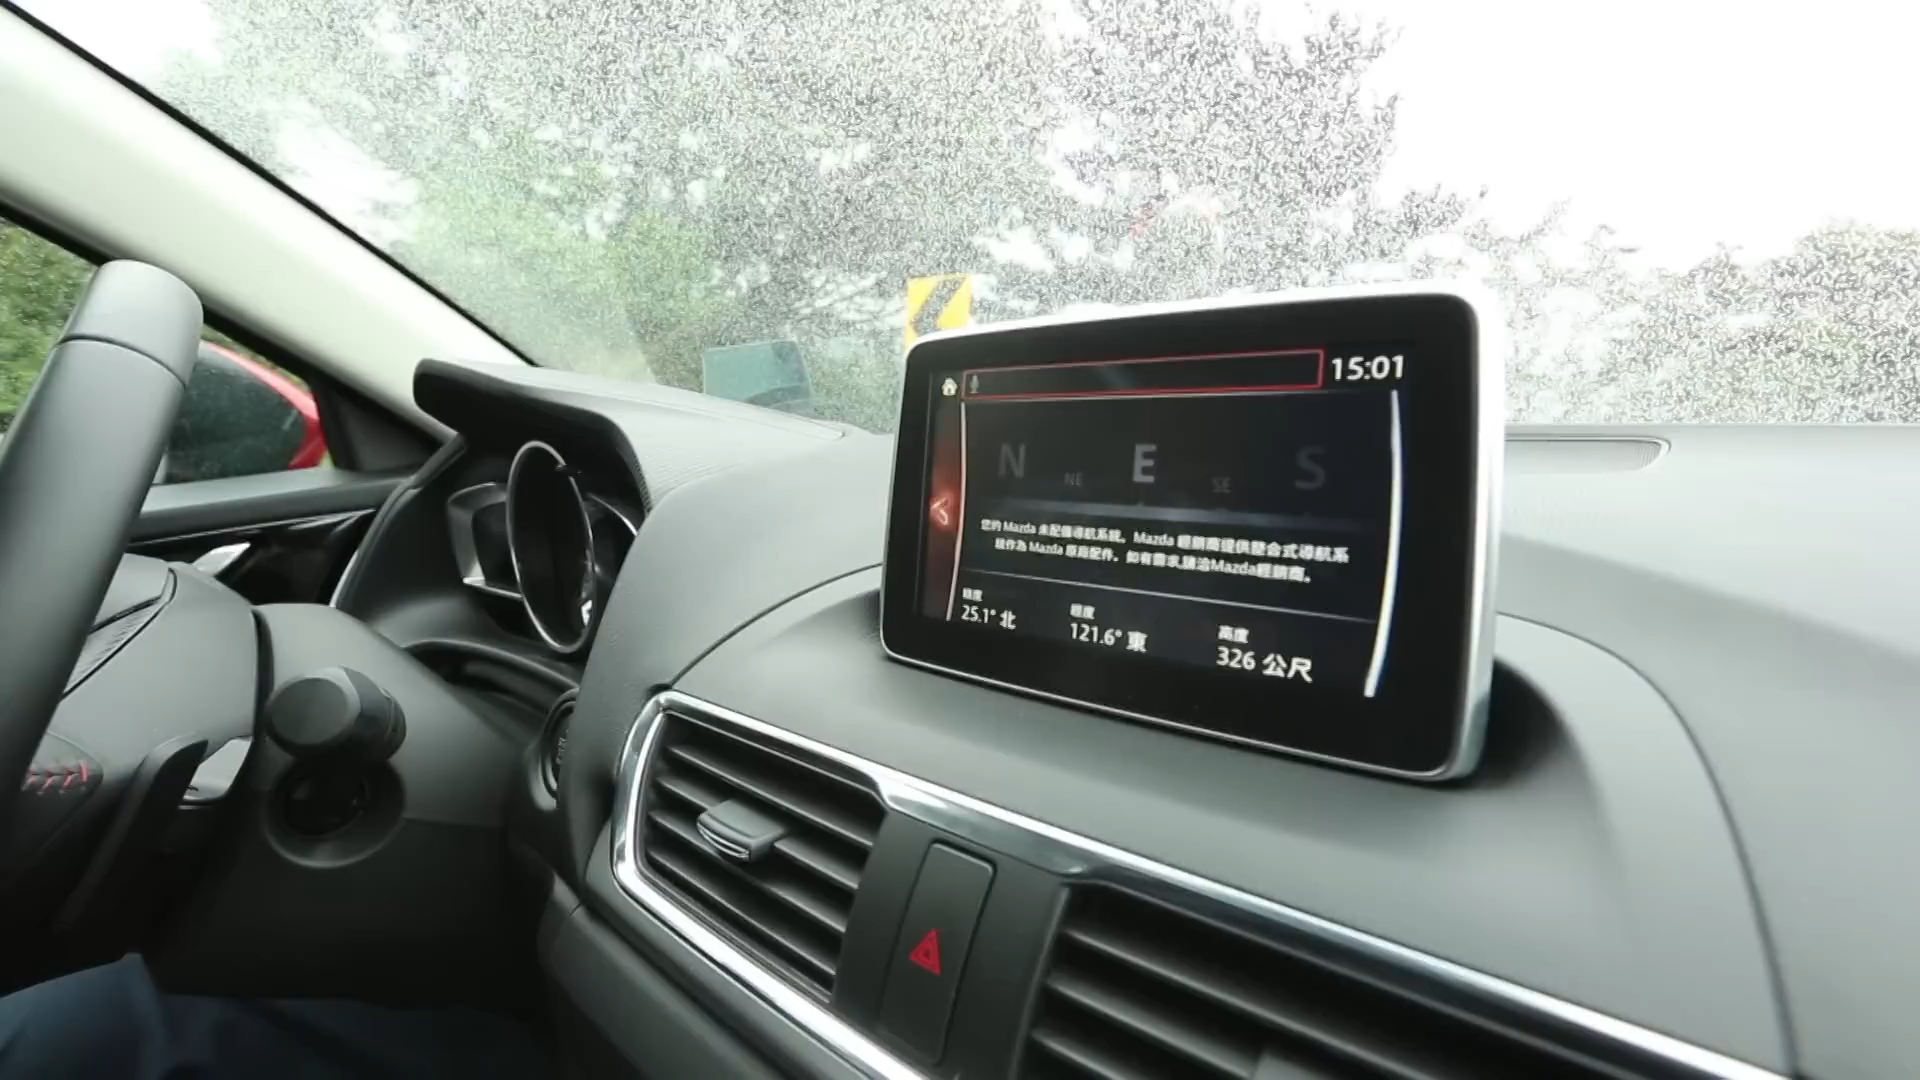 15:01
N NE E SE S
您的 Mazda 未配備導航系統。Mazda 經銷商提供整合式導航系
統作為 Mazda 原廠配件。如有需求,請洽Mazda經銷商。
緯度 經度 高度
25.1° 北 121.6° 東 326 公尺